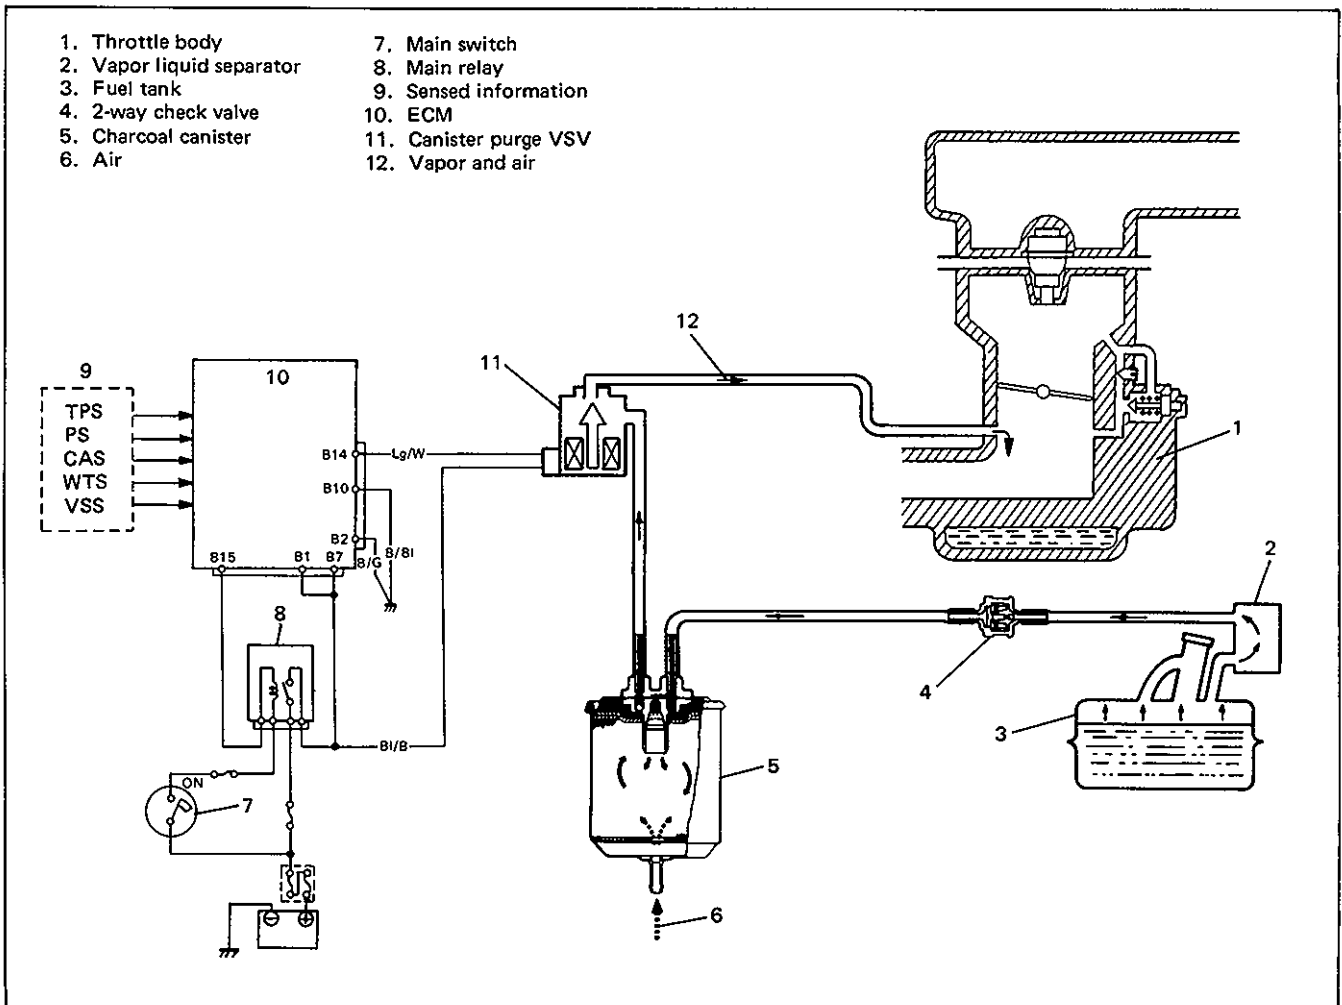 1. Throttle body
2. Vapor liquid separator
3. Fuel tank
4. 2-way check valve
5. Charcoal canister
6. Air
7. Main switch
8. Main relay
9. Sensed information
10. ECM
11. Canister purge VSV
12. Vapor and air
12
11
9
10
TPS
PS
CAS
WTS
VSS
B14
Lg/W
B10
B2
B/G
B/Bl
B15
B1
B7
1
2
8
4
3
Bl/B
5
ON
7
6